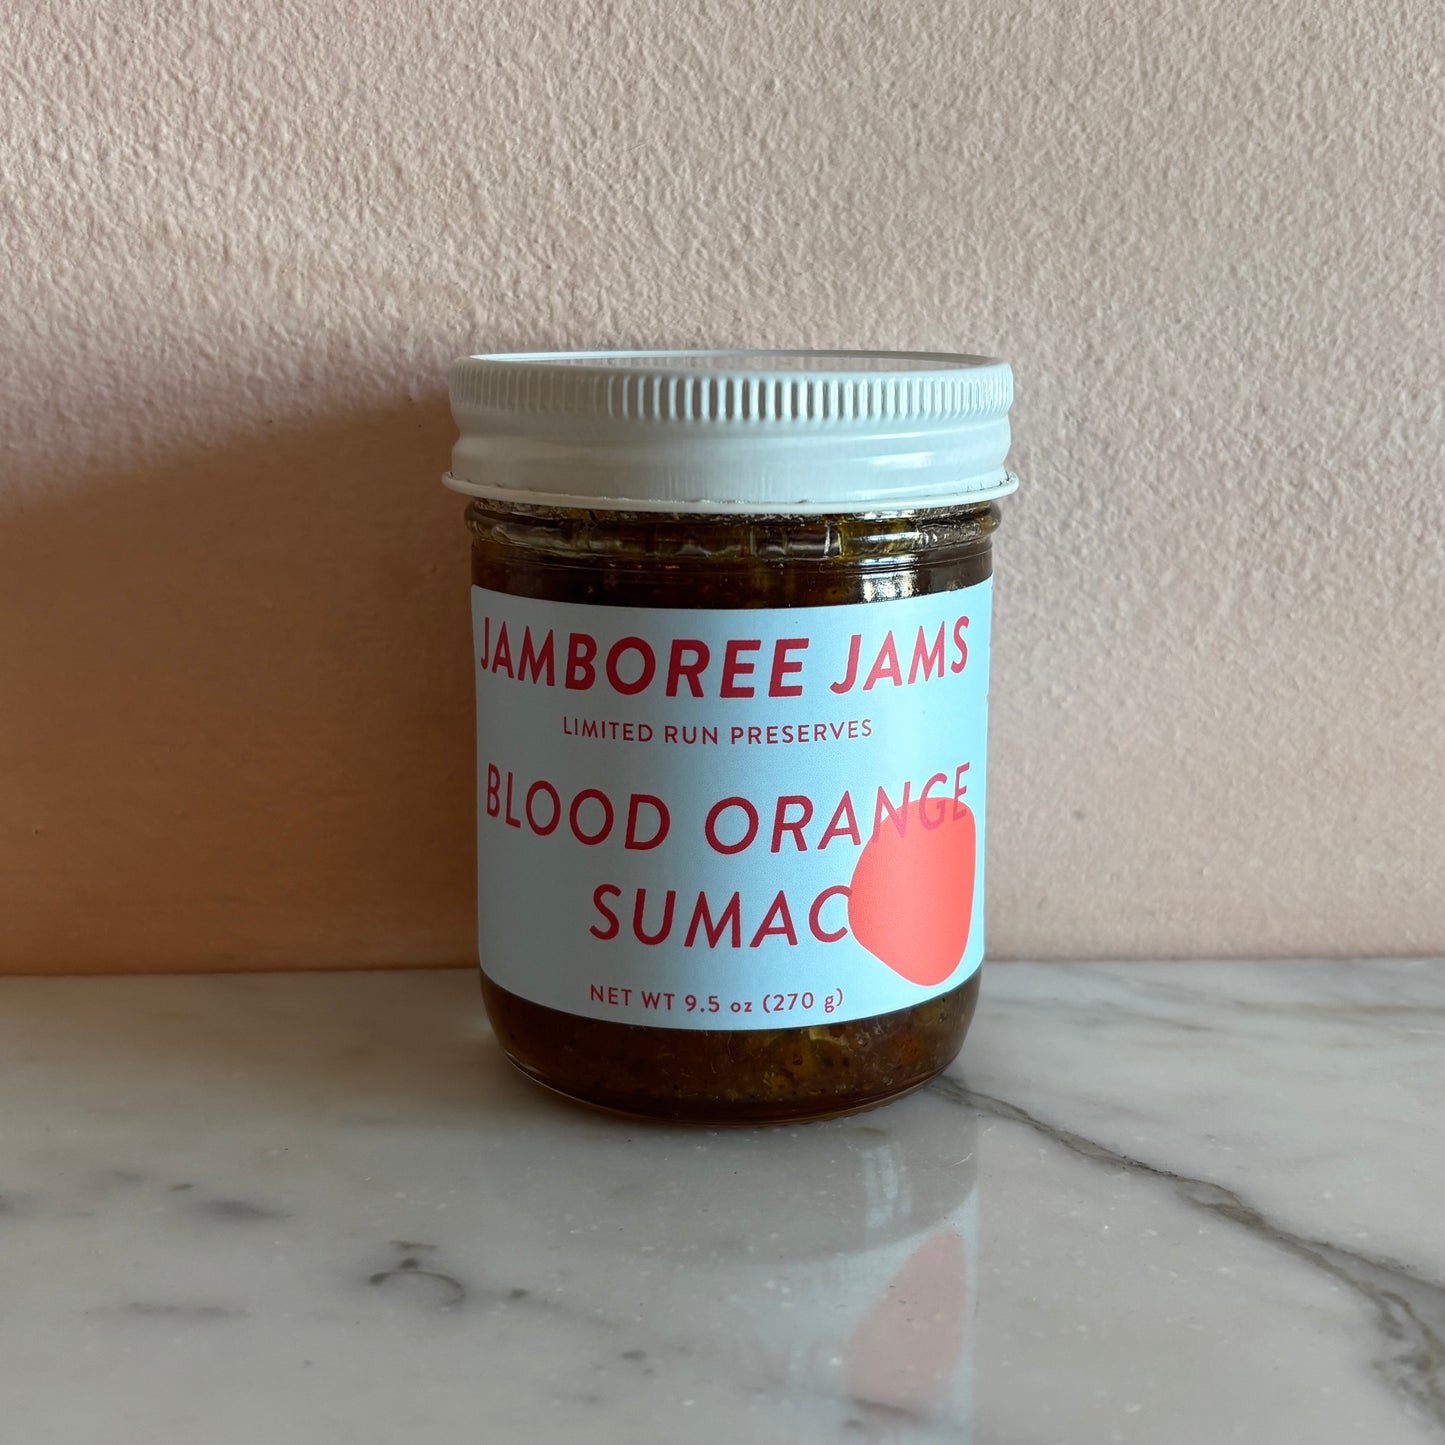 JAMBOREE JAMS
LIMITED RUN PRESERVES
BLOOD ORANGE
SUMAC
NET WT 9.5 oz (270 g)